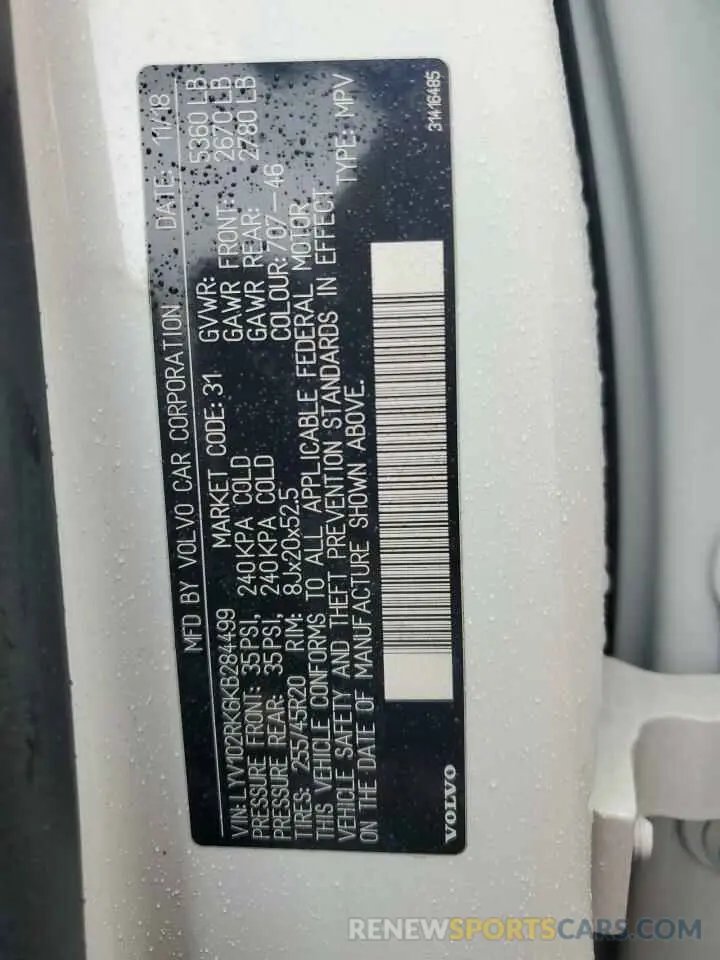 MFD BY VOLVO CAR CORPORATION DATE: 11/18
VIN: LYV102RK6KB284499 MARKET CODE: 31 GVWR: 5360 LB
PRESSURE FRONT: 35PSI, 240KPA COLD GAWR FRONT: 2670 LB
PRESSURE REAR: 35PSI, 240KPA COLD GAWR REAR: 2780 LB
TIRES: 255/45R20 RIM: 8Jx20x52.5 COLOUR: 707-46
THIS VEHICLE CONFORMS TO ALL APPLICABLE FEDERAL MOTOR
VEHICLE SAFETY AND THEFT PREVENTION STANDARDS IN EFFECT
ON THE DATE OF MANUFACTURE SHOWN ABOVE. TYPE: MPV
VOLVO
31416485
RENEWSPORTSCARS.COM